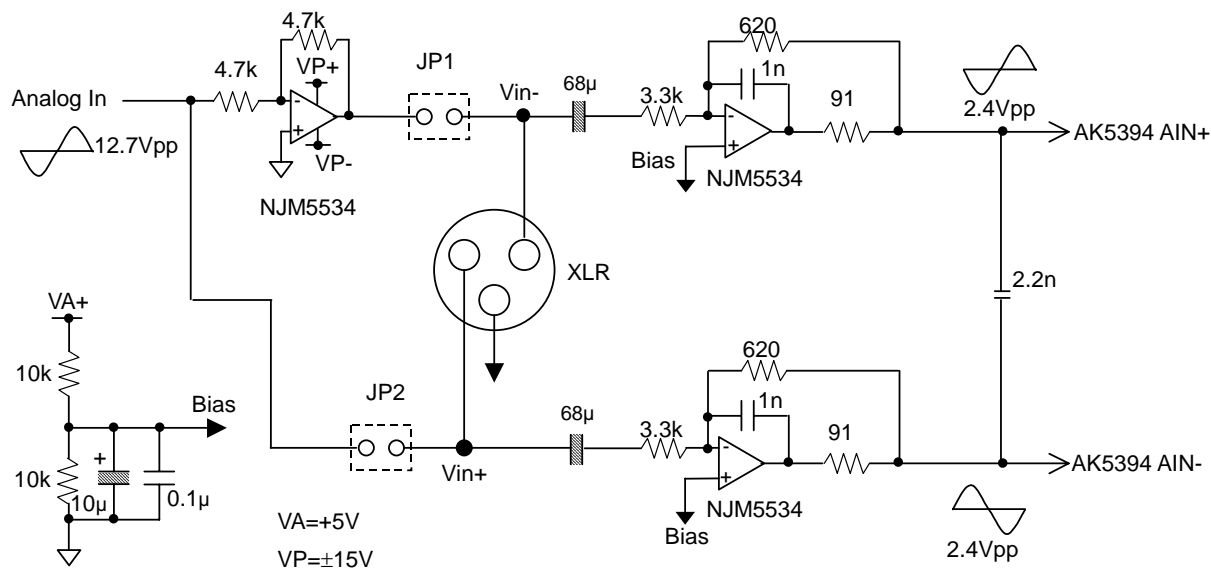 4.7k
620
4.7k
VP+
JP1
68µ
1n
Analog In
Vin-
3.3k
91
2.4Vpp
-
+
-
+
AK5394 AIN+
12.7Vpp
VP-
Bias
NJM5534
NJM5534
XLR
2.2n
VA+
620
10k
JP2
1n
Bias
68µ
3.3k
91
+
-
+
AK5394 AIN-
10k
Vin+
10µ
0.1µ
NJM5534
VA=+5V
Bias
2.4Vpp
VP=±15V